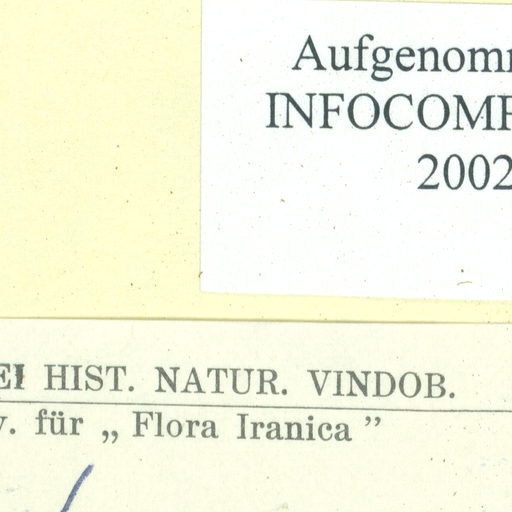 Aufgenomm
INFOCOMP
2002
EI HIST. NATUR. VINDOB.
v. für „ Flora Iranica ”